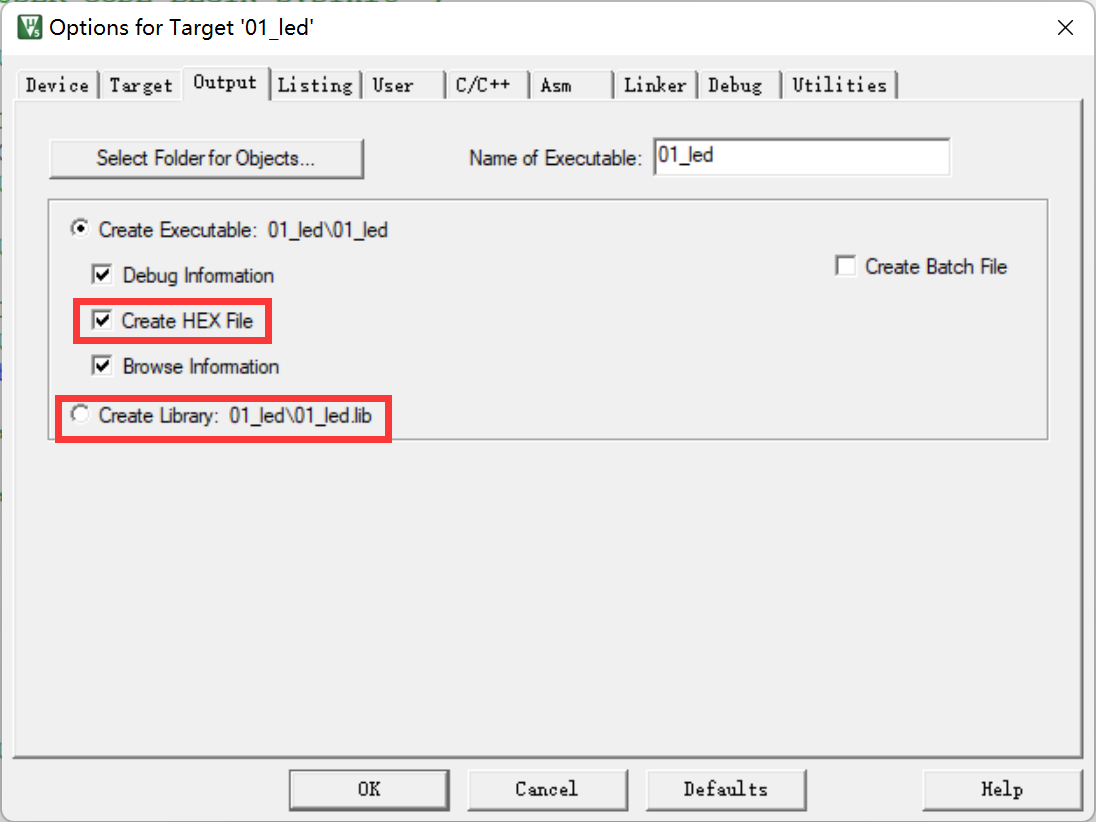 Options for Target '01_led'
Device Target Output Listing User C/C++ Asm Linker Debug Utilities
Select Folder for Objects... Name of Executable: 01_led
Create Executable: 01_led\01_led
Debug Information Create Batch File
Create HEX File
Browse Information
Create Library: 01_led\01_led.lib
OK Cancel Defaults Help